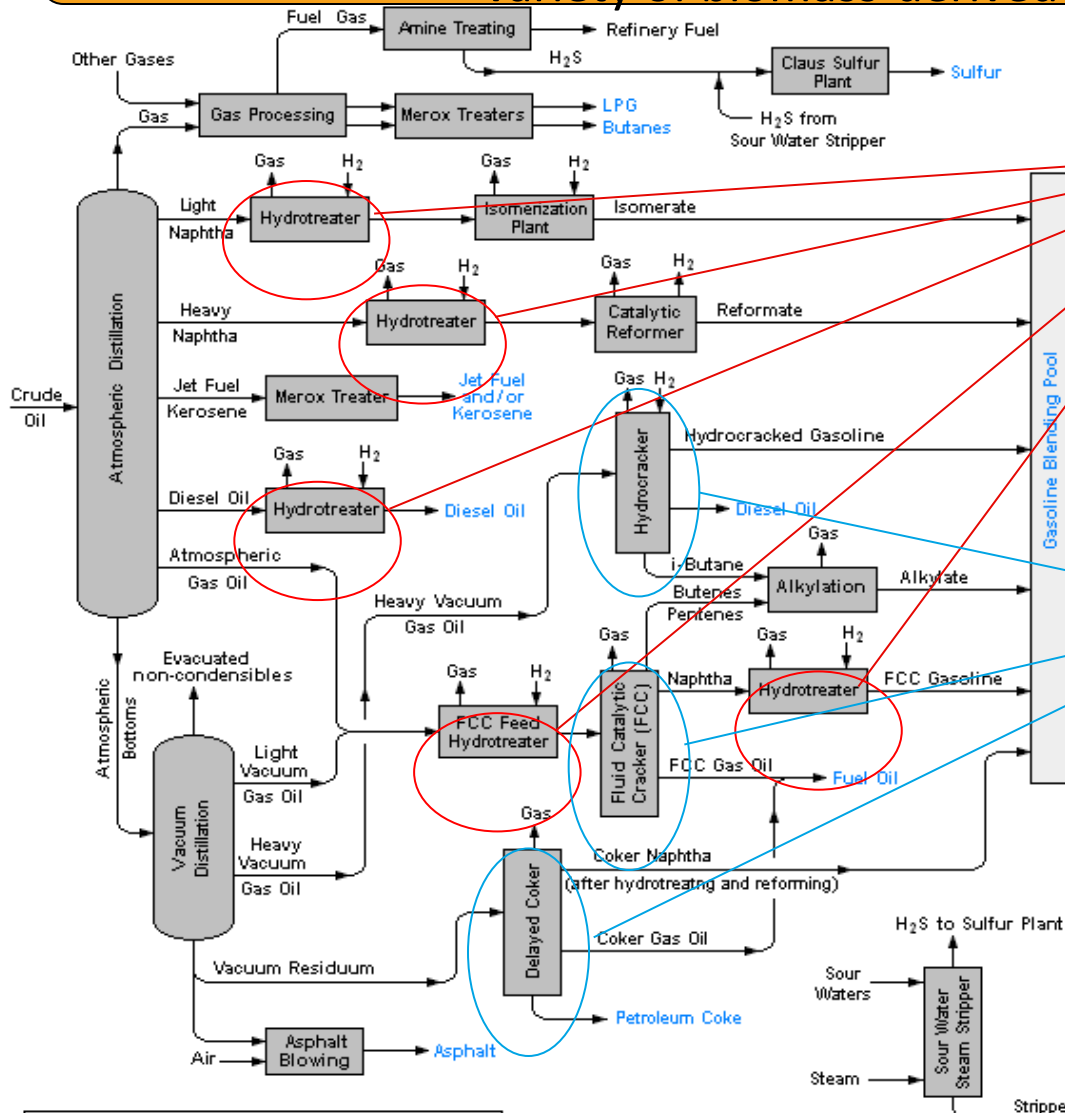 variety of biomass-derived
Fuel Gas
Amine Treating
Refinery Fuel
Other Gases
H2S
Claus Sulfur
Plant
Sulfur
Gas
Gas Processing
Merox Treaters
LPG
Butanes
H2S from
Sour Water Stripper
Gas
H2
Gas
H2
Light
Naphtha
Hydrotreater
Isomerization
Plant
Isomerate
Gas
H2
Gas
H2
Heavy
Naphtha
Hydrotreater
Catalytic
Reformer
Reformate
Atmospheric Distillation
Crude
Oil
Jet Fuel
Kerosene
Merox Treater
Jet Fuel
and/or
Kerosene
Gas
H2
Hydrocracker
Hydrocracked Gasoline
Gasoline Blending Pool
Gas
H2
Diesel Oil
Hydrotreater
Diesel Oil
Diesel Oil
Gas
Atmospheric
Gas Oil
i-Butane
Butenes
Pentenes
Alkylation
Alkylate
Heavy Vacuum
Gas Oil
Evacuated
non-condensibles
Gas
H2
Gas
Gas
H2
Atmospheric
Bottoms
FCC Feed
Hydrotreater
Fluid Catalytic
Cracker (FCC)
Naphtha
Hydrotreater
FCC Gasoline
Light
Vacuum
Gas Oil
FCC Gas Oil
Fuel Oil
Vacuum
Distillation
Heavy
Vacuum
Gas Oil
Gas
Delayed Coker
Coker Naphtha
(after hydrotreatng and reforming)
Coker Gas Oil
H2S to Sulfur Plant
Vacuum Residuum
Petroleum Coke
Sour
Waters
Sour Water
Steam Stripper
Air
Asphalt
Blowing
Asphalt
Steam
Strippe